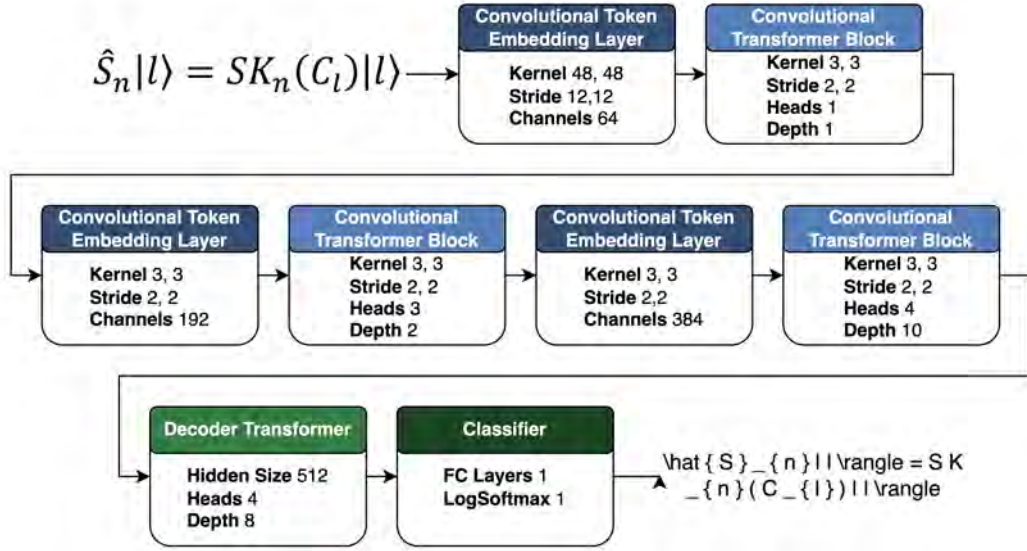 Ŝ_n|l⟩ = SK_n(C_l)|l⟩
Convolutional Token
Embedding Layer
Kernel 48, 48
Stride 12,12
Channels 64
Convolutional
Transformer Block
Kernel 3, 3
Stride 2, 2
Heads 1
Depth 1
Convolutional Token
Embedding Layer
Kernel 3, 3
Stride 2, 2
Channels 192
Convolutional
Transformer Block
Kernel 3, 3
Stride 2, 2
Heads 3
Depth 2
Convolutional Token
Embedding Layer
Kernel 3, 3
Stride 2,2
Channels 384
Convolutional
Transformer Block
Kernel 3, 3
Stride 2, 2
Heads 4
Depth 10
Decoder Transformer
Hidden Size 512
Heads 4
Depth 8
Classifier
FC Layers 1
LogSoftmax 1
\hat { S } _ { n } | l \rangle = S K
_ { n } ( C _ { l } ) | l \rangle